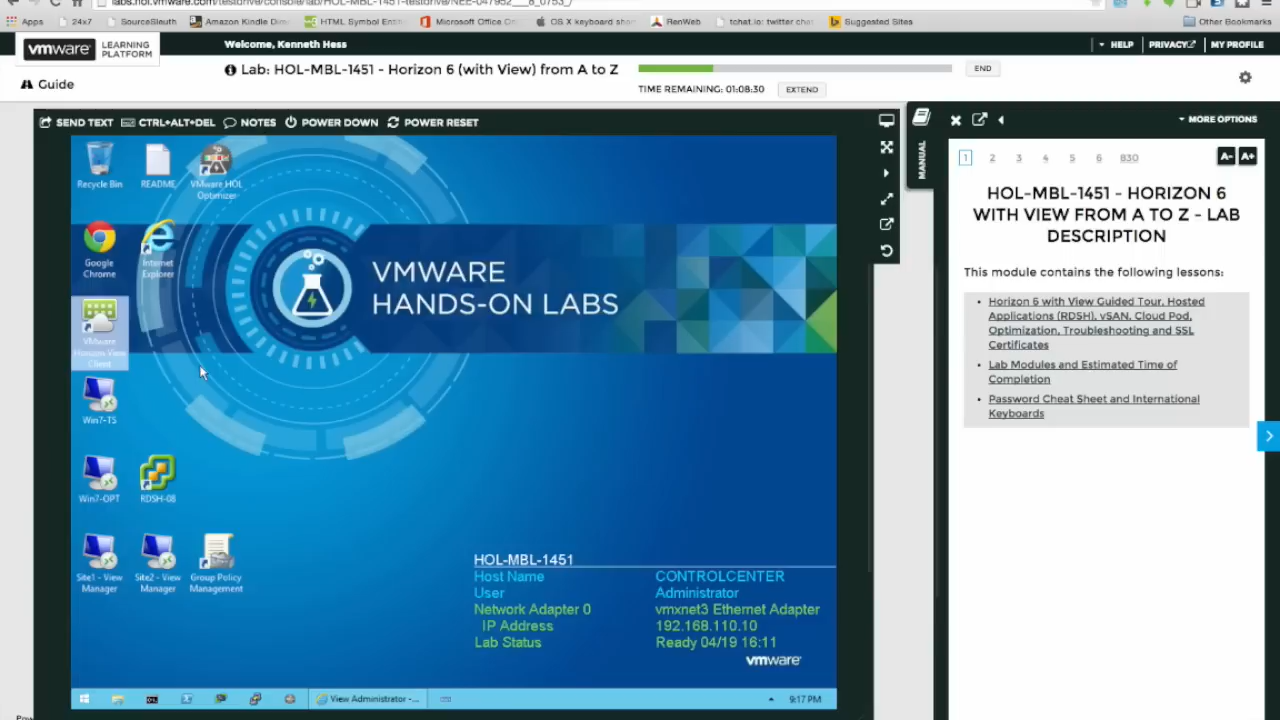 Apps
24x7
SourceSleuth
Amazon Kindle Dire
HTML Symbol Entitie
Microsoft Office Onl
OS X keyboard shor
RenWeb
tchat.io: twitter chat
Suggested Sites
Other Bookmarks
vmware
LEARNING
PLATFORM
Welcome, Kenneth Hess
HELP
PRIVACY
MY PROFILE
Guide
Lab: HOL-MBL-1451 - Horizon 6 (with View) from A to Z
END
TIME REMAINING: 01:08:30
EXTEND
SEND TEXT
CTRL+ALT+DEL
NOTES
POWER DOWN
POWER RESET
MANUAL
MORE OPTIONS
Recycle Bin
README
VMware HOL
Optimizer
Google
Chrome
Internet
Explorer
VMware
Horizon View
Client
Win7-TS
Win7-OPT
RDSH-08
Site1 - View
Manager
Site2 - View
Manager
Group Policy
Management
VMWARE
HANDS-ON LABS
HOL-MBL-1451
Host Name CONTROLCENTER
User Administrator
Network Adapter 0 vmxnet3 Ethernet Adapter
IP Address 192.168.110.10
Lab Status Ready 04/19 16:11
vmware
View Administrator -...
9:17 PM
1 2 3 4 5 6 830
A- A+
HOL-MBL-1451 - HORIZON 6
WITH VIEW FROM A TO Z - LAB
DESCRIPTION
This module contains the following lessons:
Horizon 6 with View Guided Tour, Hosted
Applications (RDSH), vSAN, Cloud Pod,
Optimization, Troubleshooting and SSL
Certificates
Lab Modules and Estimated Time of
Completion
Password Cheat Sheet and International
Keyboards